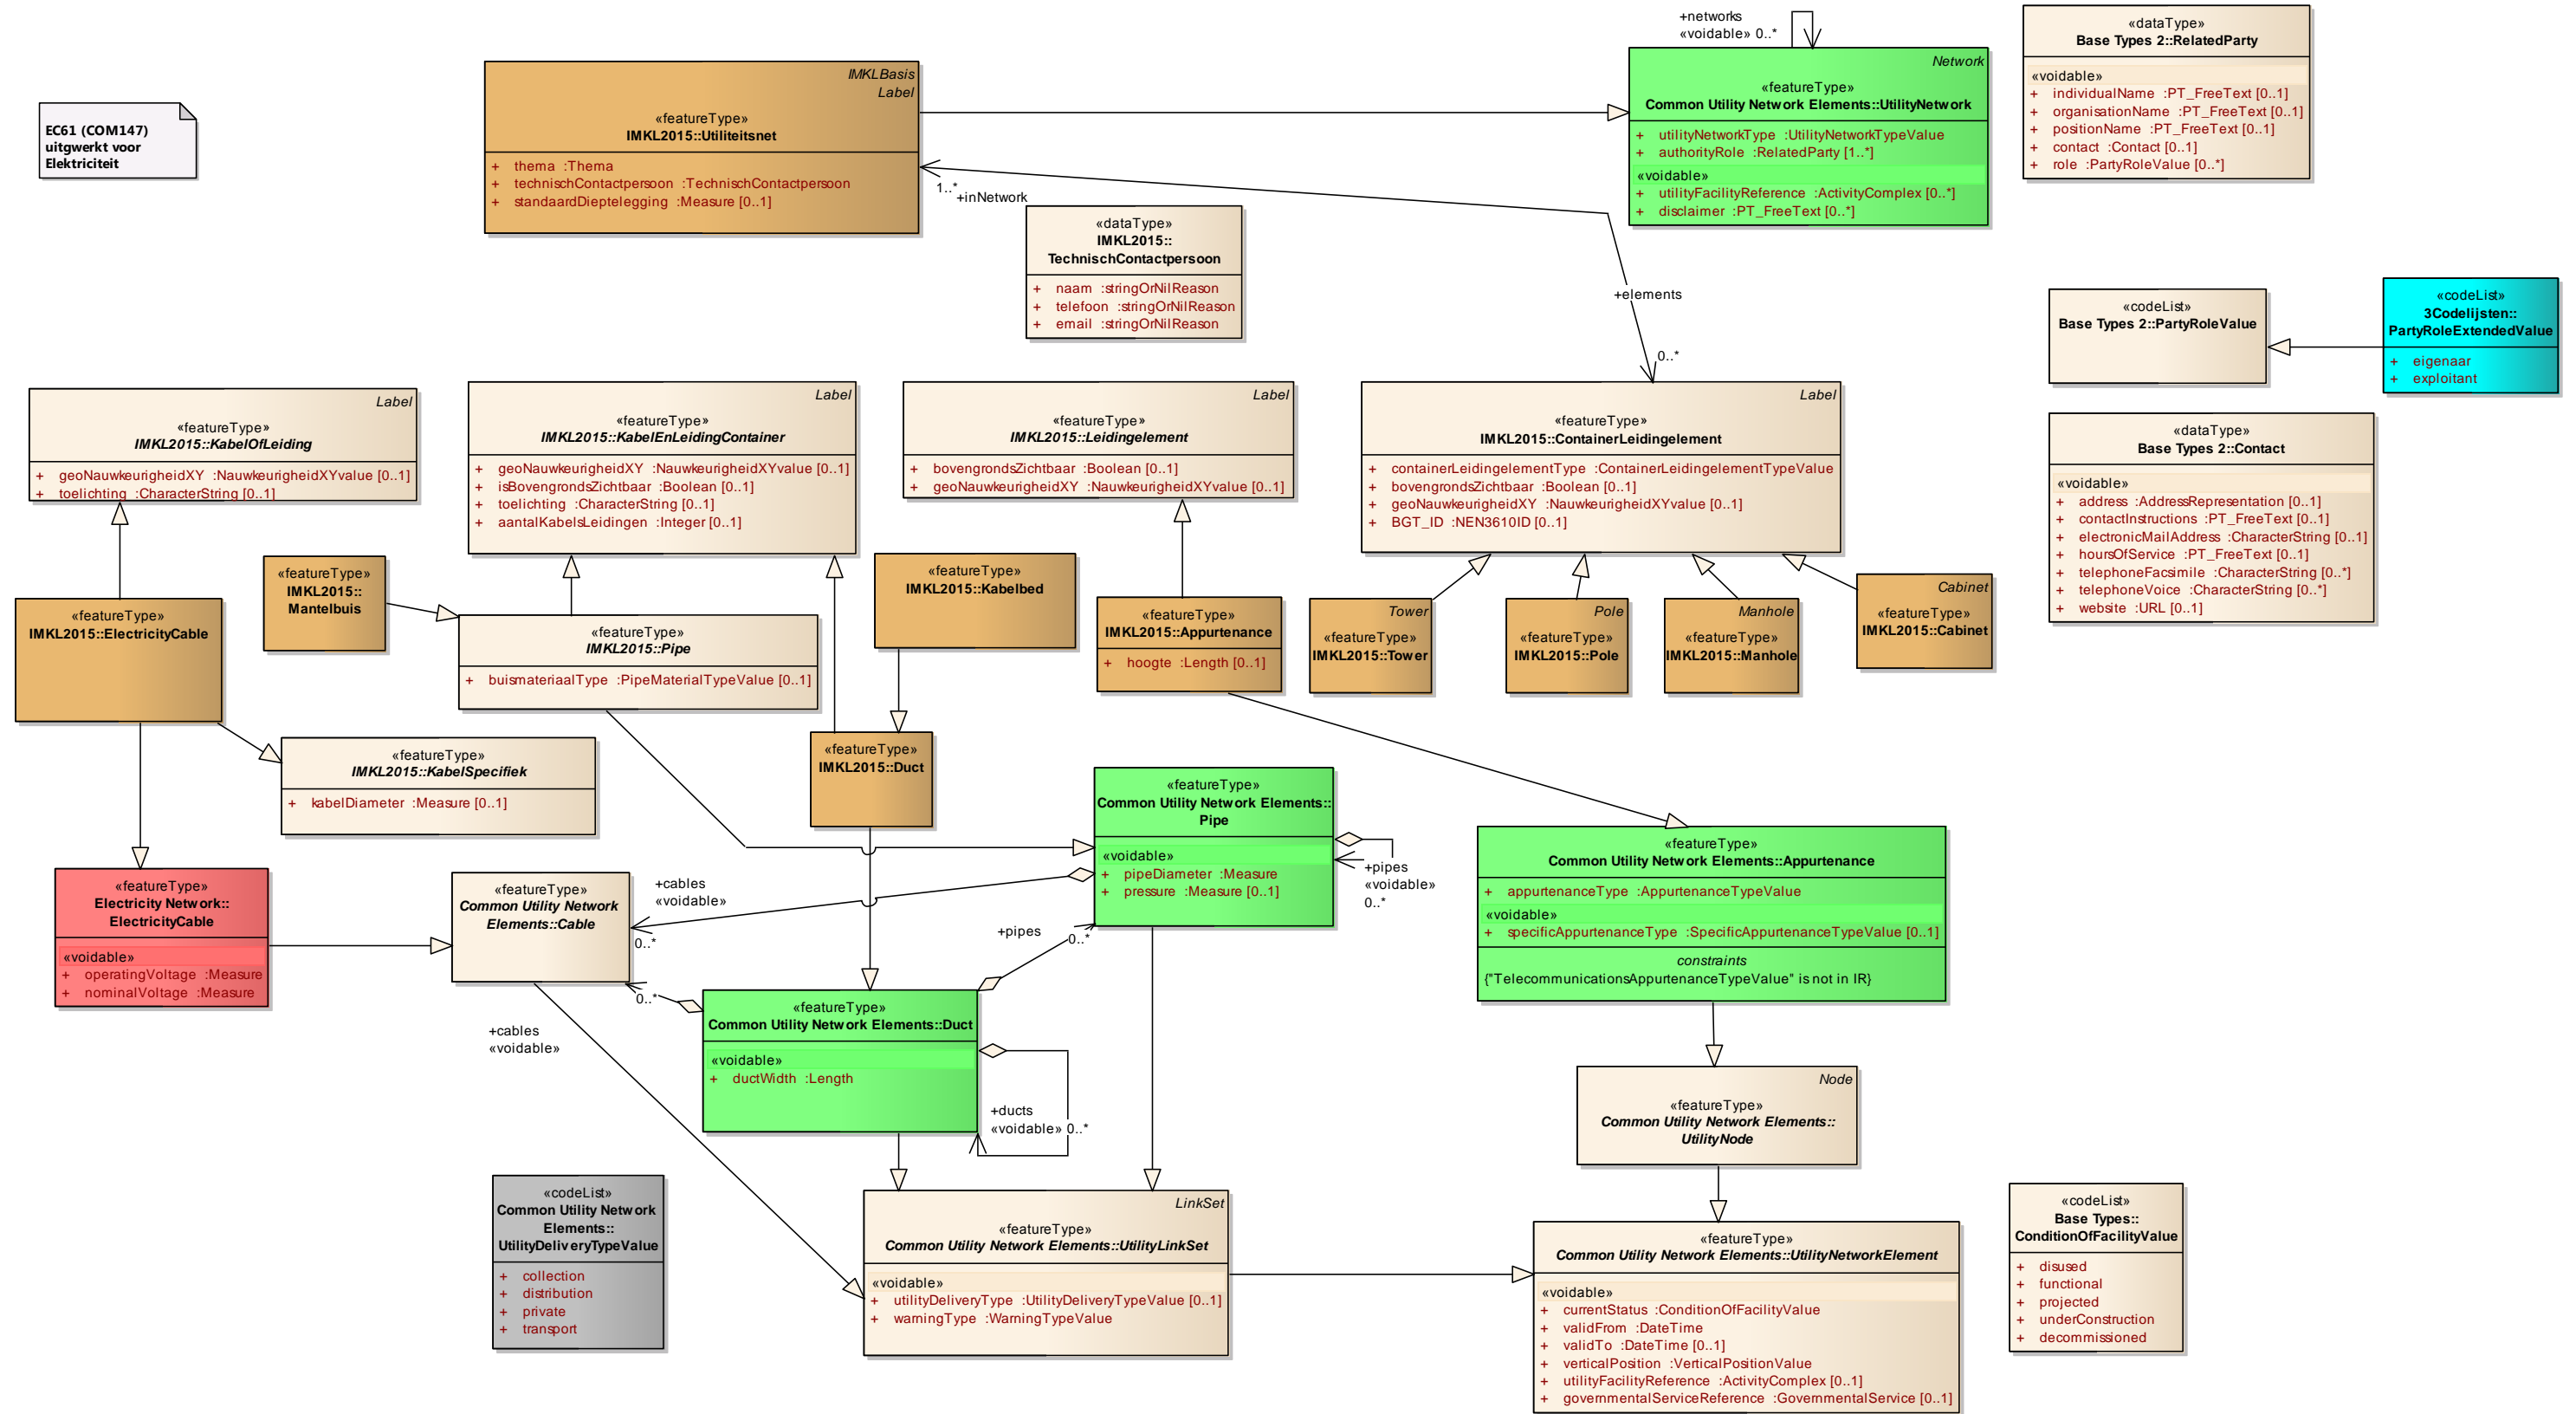 EC61 (COM147)
uitgwerkt voor
Elektriciteit
IMKLBasis
Label
«featureType»
IMKL2015::Utiliteitsnet
+ thema :Thema
+ technischContactpersoon :TechnischContactpersoon
+ standaardDieptelegging :Measure [0..1]
+networks
«voidable» 0..*
Network
«featureType»
Common Utility Network Elements::UtilityNetwork
+ utilityNetworkType :UtilityNetworkTypeValue
+ authorityRole :RelatedParty [1..*]
«voidable»
+ utilityFacilityReference :ActivityComplex [0..*]
+ disclaimer :PT_FreeText [0..*]
«dataType»
Base Types 2::RelatedParty
«voidable»
+ individualName :PT_FreeText [0..1]
+ organisationName :PT_FreeText [0..1]
+ positionName :PT_FreeText [0..1]
+ contact :Contact [0..1]
+ role :PartyRoleValue [0..*]
1..*
+inNetwork
«dataType»
IMKL2015::
TechnischContactpersoon
+ naam :stringOrNilReason
+ telefoon :stringOrNilReason
+ email :stringOrNilReason
+elements
0..*
«codeList»
Base Types 2::PartyRoleValue
«codeList»
3Codelijsten::
PartyRoleExtendedValue
+ eigenaar
+ exploitant
Label
«featureType»
IMKL2015::KabelOfLeiding
+ geoNauwkeurigheidXY :NauwkeurigheidXYvalue [0..1]
+ toelichting :CharacterString [0..1]
Label
«featureType»
IMKL2015::KabelEnLeidingContainer
+ geoNauwkeurigheidXY :NauwkeurigheidXYvalue [0..1]
+ isBovengrondsZichtbaar :Boolean [0..1]
+ toelichting :CharacterString [0..1]
+ aantalKabelsLeidingen :Integer [0..1]
Label
«featureType»
IMKL2015::Leidingelement
+ bovengrondsZichtbaar :Boolean [0..1]
+ geoNauwkeurigheidXY :NauwkeurigheidXYvalue [0..1]
Label
«featureType»
IMKL2015::ContainerLeidingelement
+ containerLeidingelementType :ContainerLeidingelementTypeValue
+ bovengrondsZichtbaar :Boolean [0..1]
+ geoNauwkeurigheidXY :NauwkeurigheidXYvalue [0..1]
+ BGT_ID :NEN3610ID [0..1]
«dataType»
Base Types 2::Contact
«voidable»
+ address :AddressRepresentation [0..1]
+ contactInstructions :PT_FreeText [0..1]
+ electronicMailAddress :CharacterString [0..1]
+ hoursOfService :PT_FreeText [0..1]
+ telephoneFacsimile :CharacterString [0..*]
+ telephoneVoice :CharacterString [0..*]
+ website :URL [0..1]
«featureType»
IMKL2015::ElectricityCable
«featureType»
IMKL2015::
Mantelbuis
«featureType»
IMKL2015::Pipe
+ buismateriaalType :PipeMaterialTypeValue [0..1]
«featureType»
IMKL2015::Kabelbed
«featureType»
IMKL2015::Appurtenance
+ hoogte :Length [0..1]
Tower
«featureType»
IMKL2015::Tower
Pole
«featureType»
IMKL2015::Pole
Manhole
«featureType»
IMKL2015::Manhole
Cabinet
«featureType»
IMKL2015::Cabinet
«featureType»
IMKL2015::KabelSpecifiek
+ kabelDiameter :Measure [0..1]
«featureType»
IMKL2015::Duct
«featureType»
Common Utility Network Elements::
Pipe
«voidable»
+ pipeDiameter :Measure
+ pressure :Measure [0..1]
+pipes
«voidable»
0..*
«featureType»
Common Utility Network Elements::Appurtenance
+ appurtenanceType :AppurtenanceTypeValue
«voidable»
+ specificAppurtenanceType :SpecificAppurtenanceTypeValue [0..1]
constraints
{"TelecommunicationsAppurtenanceTypeValue" is not in IR}
«featureType»
Electricity Network::
ElectricityCable
«voidable»
+ operatingVoltage :Measure
+ nominalVoltage :Measure
«featureType»
Common Utility Network
Elements::Cable
+cables
«voidable»
0..*
+pipes
0..*
0..*
+cables
«voidable»
«featureType»
Common Utility Network Elements::Duct
«voidable»
+ ductWidth :Length
+ducts
«voidable» 0..*
Node
«featureType»
Common Utility Network Elements::
UtilityNode
«codeList»
Common Utility Network
Elements::
UtilityDeliveryTypeValue
+ collection
+ distribution
+ private
+ transport
LinkSet
«featureType»
Common Utility Network Elements::UtilityLinkSet
«voidable»
+ utilityDeliveryType :UtilityDeliveryTypeValue [0..1]
+ warningType :WarningTypeValue
«featureType»
Common Utility Network Elements::UtilityNetworkElement
«voidable»
+ currentStatus :ConditionOfFacilityValue
+ validFrom :DateTime
+ validTo :DateTime [0..1]
+ verticalPosition :VerticalPositionValue
+ utilityFacilityReference :ActivityComplex [0..1]
+ governmentalServiceReference :GovernmentalService [0..1]
«codeList»
Base Types::
ConditionOfFacilityValue
+ disused
+ functional
+ projected
+ underConstruction
+ decommissioned